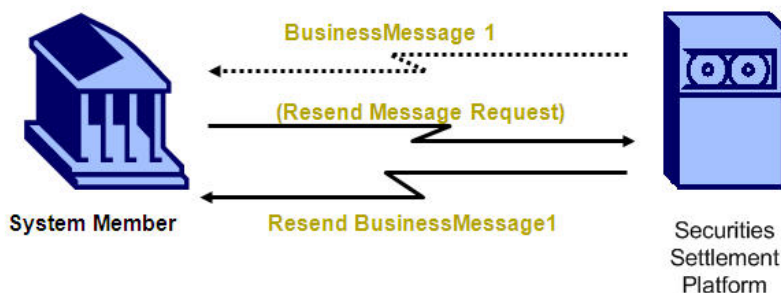 BusinessMessage 1
(Resend Message Request)
System Member
Resend BusinessMessage1
Securities
Settlement
Platform